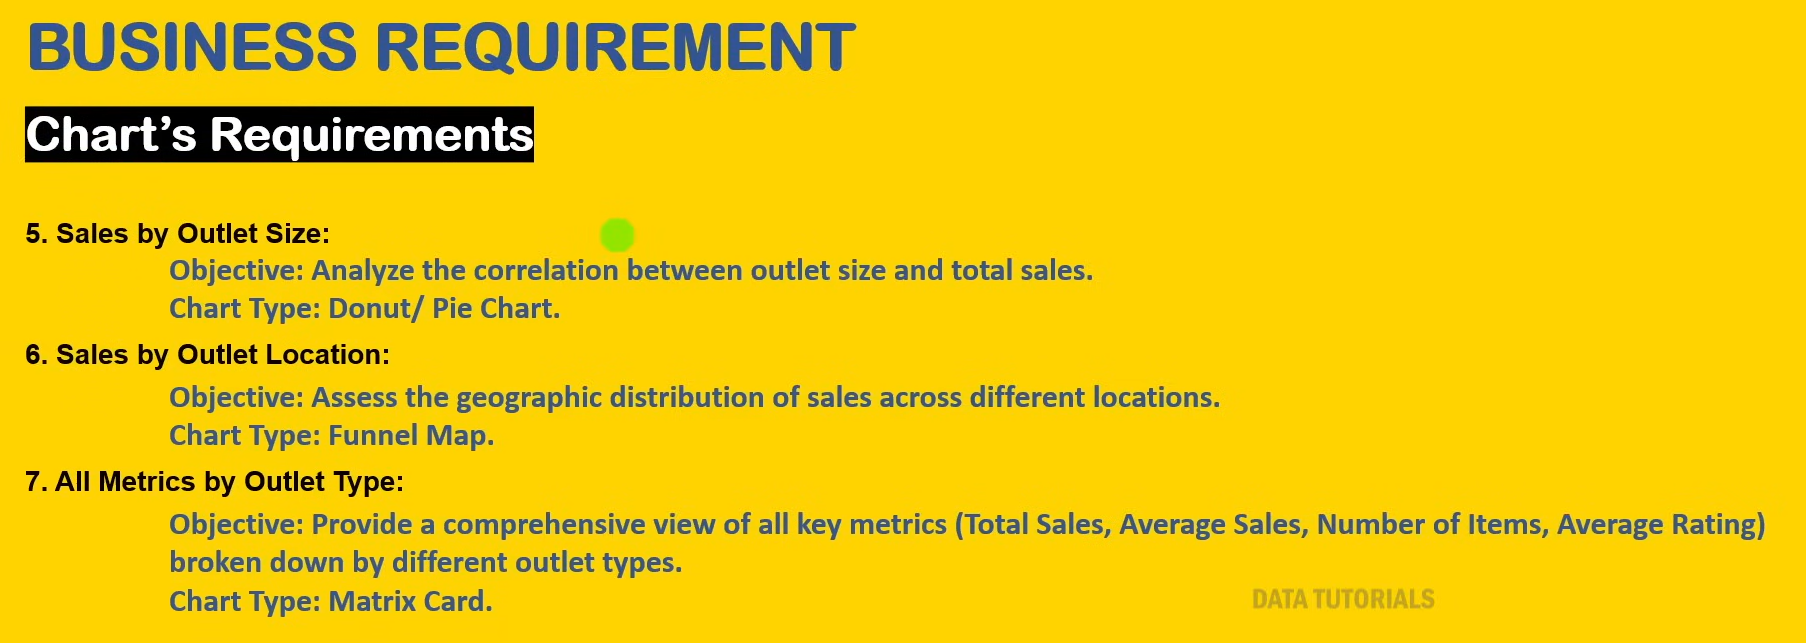 BUSINESS REQUIREMENT
Chart’s Requirements
5. Sales by Outlet Size:
Objective: Analyze the correlation between outlet size and total sales.
Chart Type: Donut/ Pie Chart.
6. Sales by Outlet Location:
Objective: Assess the geographic distribution of sales across different locations.
Chart Type: Funnel Map.
7. All Metrics by Outlet Type:
Objective: Provide a comprehensive view of all key metrics (Total Sales, Average Sales, Number of Items, Average Rating)
broken down by different outlet types.
Chart Type: Matrix Card.
DATA TUTORIALS